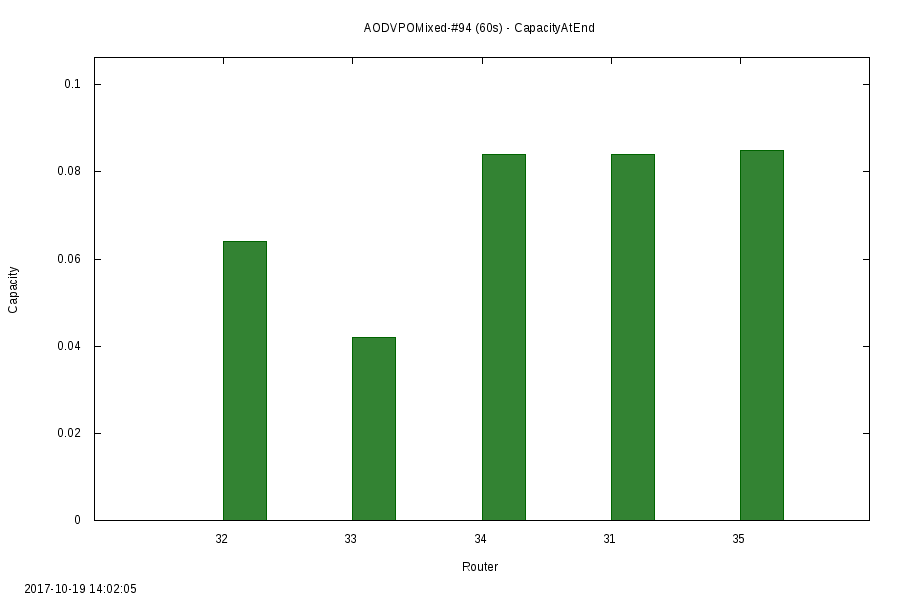 AODVPOMixed-#94 (60s) - CapacityAtEnd
0.1
0.08
0.06
0.04
0.02
0
Capacity
32 33 34 31 35
Router
2017-10-19 14:02:05